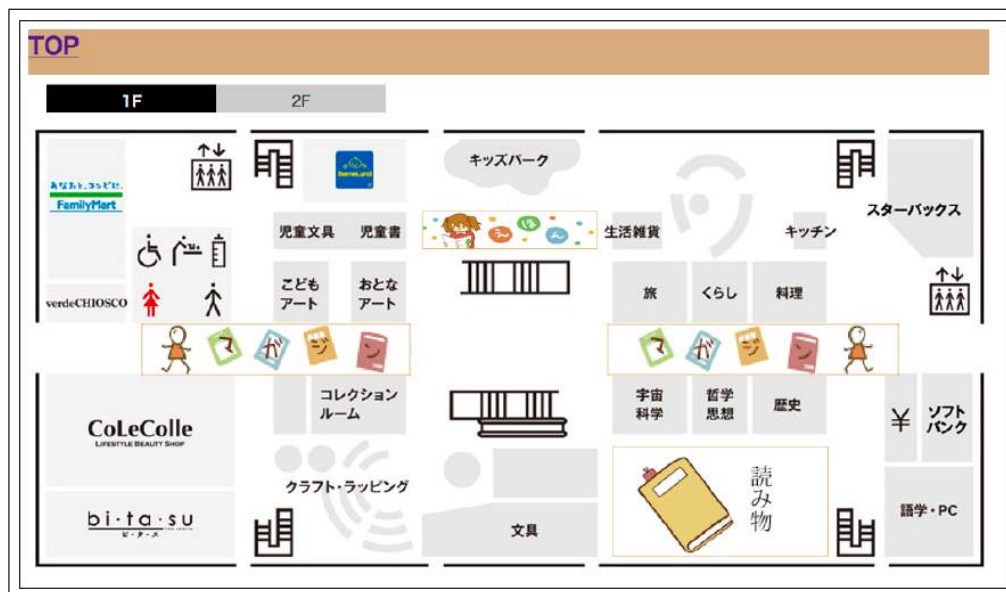 TOP
1F
2F
あなたと、コンビに、
FamilyMart
BorneLund
キッズパーク
スターバックス
児童文具
児童書
えほん
生活雑貨
キッチン
verdeCHIOSCO
こども
アート
おとな
アート
旅
くらし
料理
マガジン
マガジン
CoLeColle
LIFESTYLE BEAUTY SHOP
コレクション
ルーム
宇宙
科学
哲学
思想
歴史
¥
ソフト
バンク
クラフト・ラッピング
読み物
bi・ta・su
ビ・タ・ス
文具
語学・PC